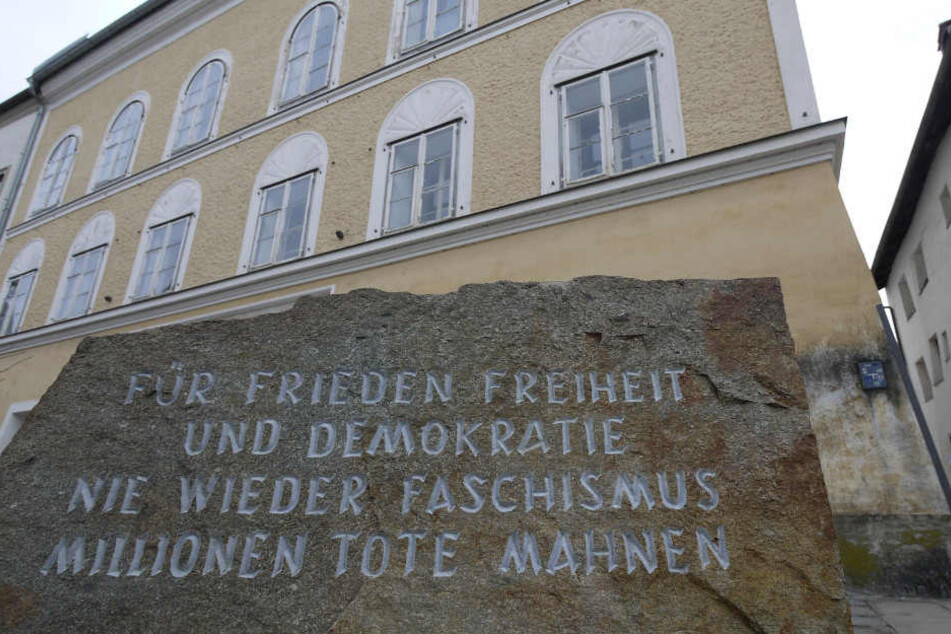 FÜR FRIEDEN FREIHEIT
UND DEMOKRATIE
NIE WIEDER FASCHISMUS
MILLIONEN TOTE MAHNEN